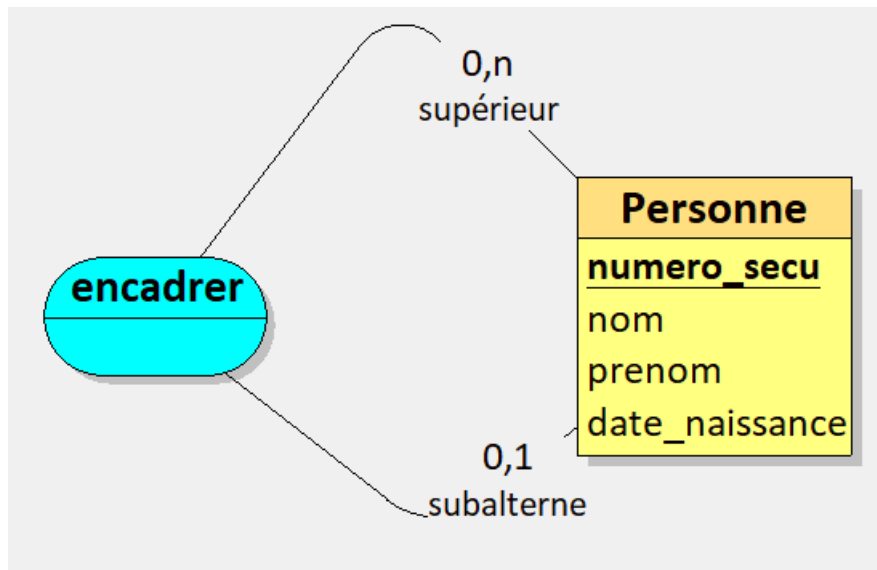 0,n
supérieur
Personne
numero_secu
nom
prenom
date_naissance
encadrer
0,1
subalterne